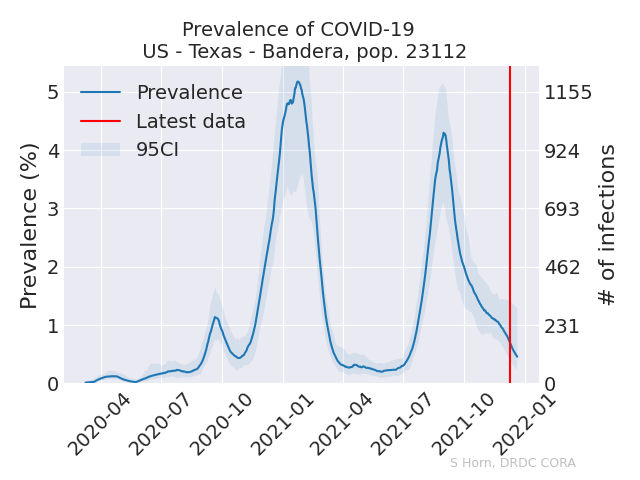 Prevalence of COVID-19
US - Texas - Bandera, pop. 23112
Prevalence
Latest data
95CI
Prevalence (%)
5
4
3
2
1
0
1155
924
693
462
231
0
# of infections
2020-04
2020-07
2020-10
2021-01
2021-04
2021-07
2021-10
2022-01
S Horn, DRDC CORA